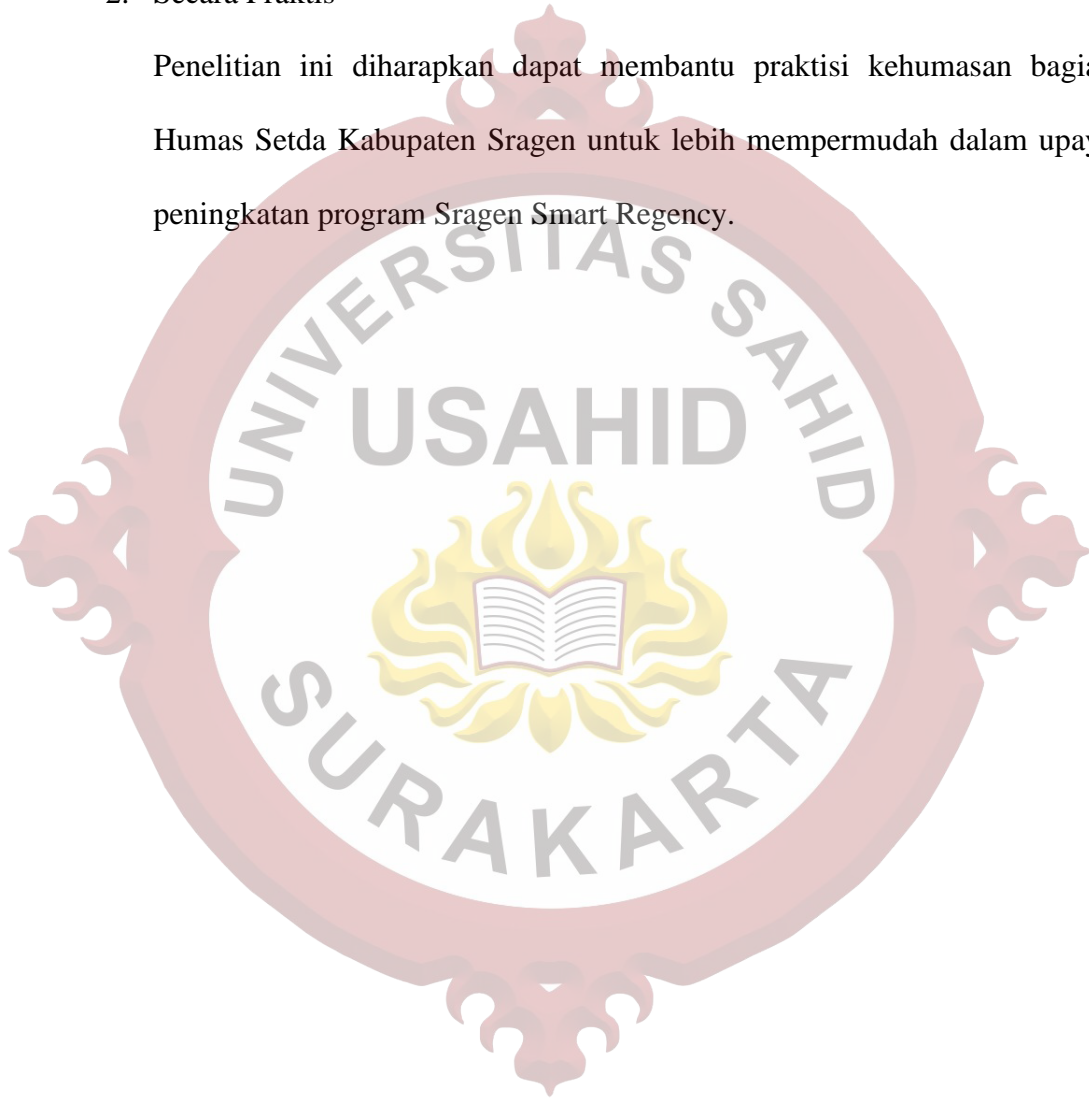 2. Secara Praktis
Penelitian ini diharapkan dapat membantu praktisi kehumasan bagia
Humas Setda Kabupaten Sragen untuk lebih mempermudah dalam upay
peningkatan program Sragen Smart Regency.
UNIVERSITAS SAHID
USAHID
SURAKARTA